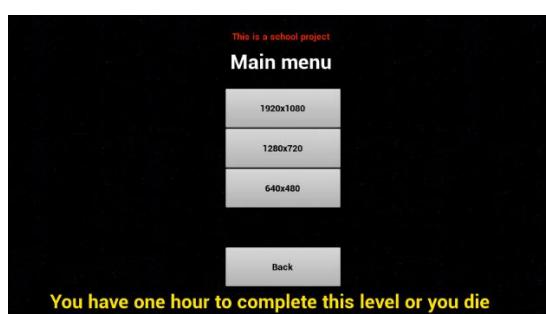 This is a school project
Main menu
1920x1080
1280x720
640x480
Back
You have one hour to complete this level or you die